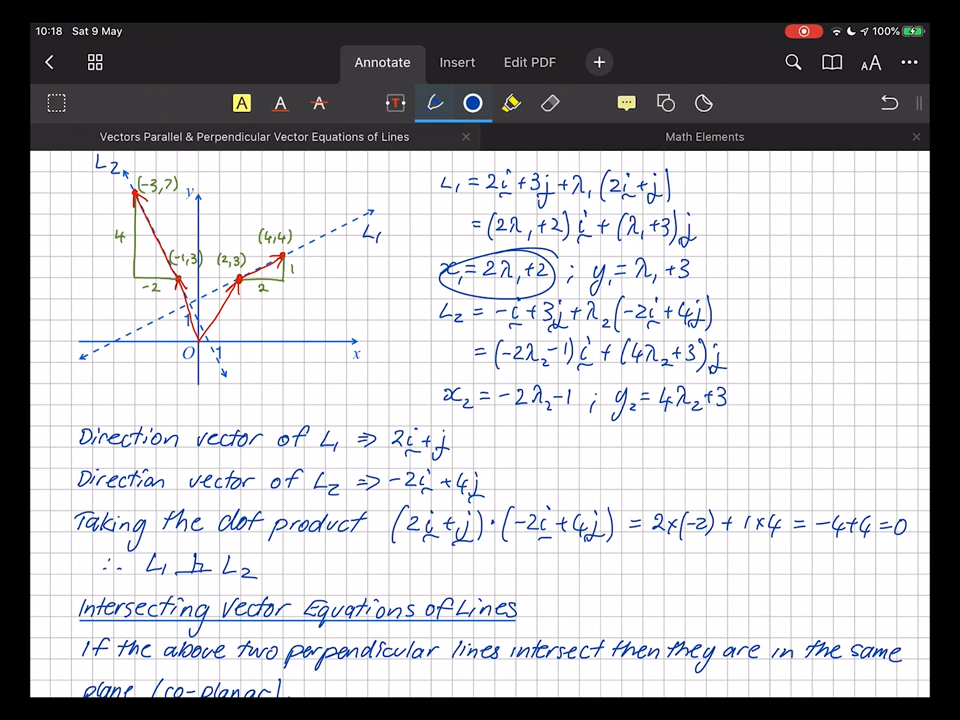 10:18 Sat 9 May 100%
Annotate Insert Edit PDF
Vectors Parallel & Perpendicular Vector Equations of Lines Math Elements
L2 (-3,7) y
4 (-1,3) (2,3) (4,4) L1
-2 2 1
1
O 1 x
L₁ = 2i + 3j + λ₁(2i + j)
= (2λ₁+2)i + (λ₁+3)j
x₁ = 2λ₁+2 ; y₁ = λ₁+3
L₂ = -i + 3j + λ₂(-2i + 4j)
= (-2λ₂-1)i + (4λ₂+3)j
x₂ = -2λ₂-1 ; y₂ = 4λ₂+3
Direction vector of L₁ ⇒ 2i + j
Direction vector of L₂ ⇒ -2i + 4j
Taking the dot product (2i + j)·(-2i + 4j) = 2×(-2) + 1×4 = -4+4 = 0
∴ L₁ ⊥ L₂
Intersecting Vector Equations of Lines
If the above two perpendicular lines intersect then they are in the same
plane (co-planar).